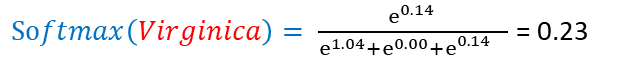 Softmax(Virginica) = e^0.14 / e^1.04+e^0.00+e^0.14 = 0.23